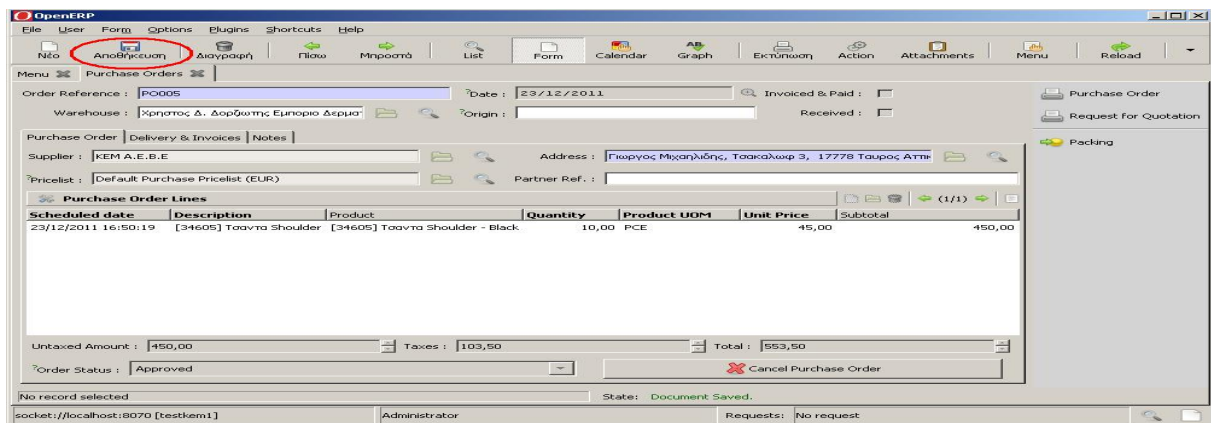 OpenERP
File User Form Options Plugins Shortcuts Help
Νέο Αποθήκευση Διαγραφή Πίσω Μπροστά List Form Calendar Graph Εκτύπωση Action Attachments Menu Reload
Menu Purchase Orders
Order Reference : PO005 ?Date : 23/12/2011 Invoiced & Paid :
Warehouse : Χρηστος Δ. Δορζιωτης Εμποριο Δερμα ?Origin : Received :
Purchase Order Delivery & Invoices Notes
Supplier : ΚΕΜ Α.Ε.Β.Ε Address : Γιωργος Μιχαηλιδης, Τσακαλωφ 3, 17778 Ταυρος Αττικ
?Pricelist : Default Purchase Pricelist (EUR) Partner Ref. :
Purchase Order Lines (1/1)
Scheduled date Description Product Quantity Product UOM Unit Price Subtotal
23/12/2011 16:50:19 [34605] Τσαντα Shoulder [34605] Τσαντα Shoulder - Black 10,00 PCE 45,00 450,00
Untaxed Amount : 450,00 Taxes : 103,50 Total : 553,50
?Order Status : Approved Cancel Purchase Order
Purchase Order
Request for Quotation
Packing
No record selected State: Document Saved.
socket://localhost:8070 [testkem1] Administrator Requests: No request